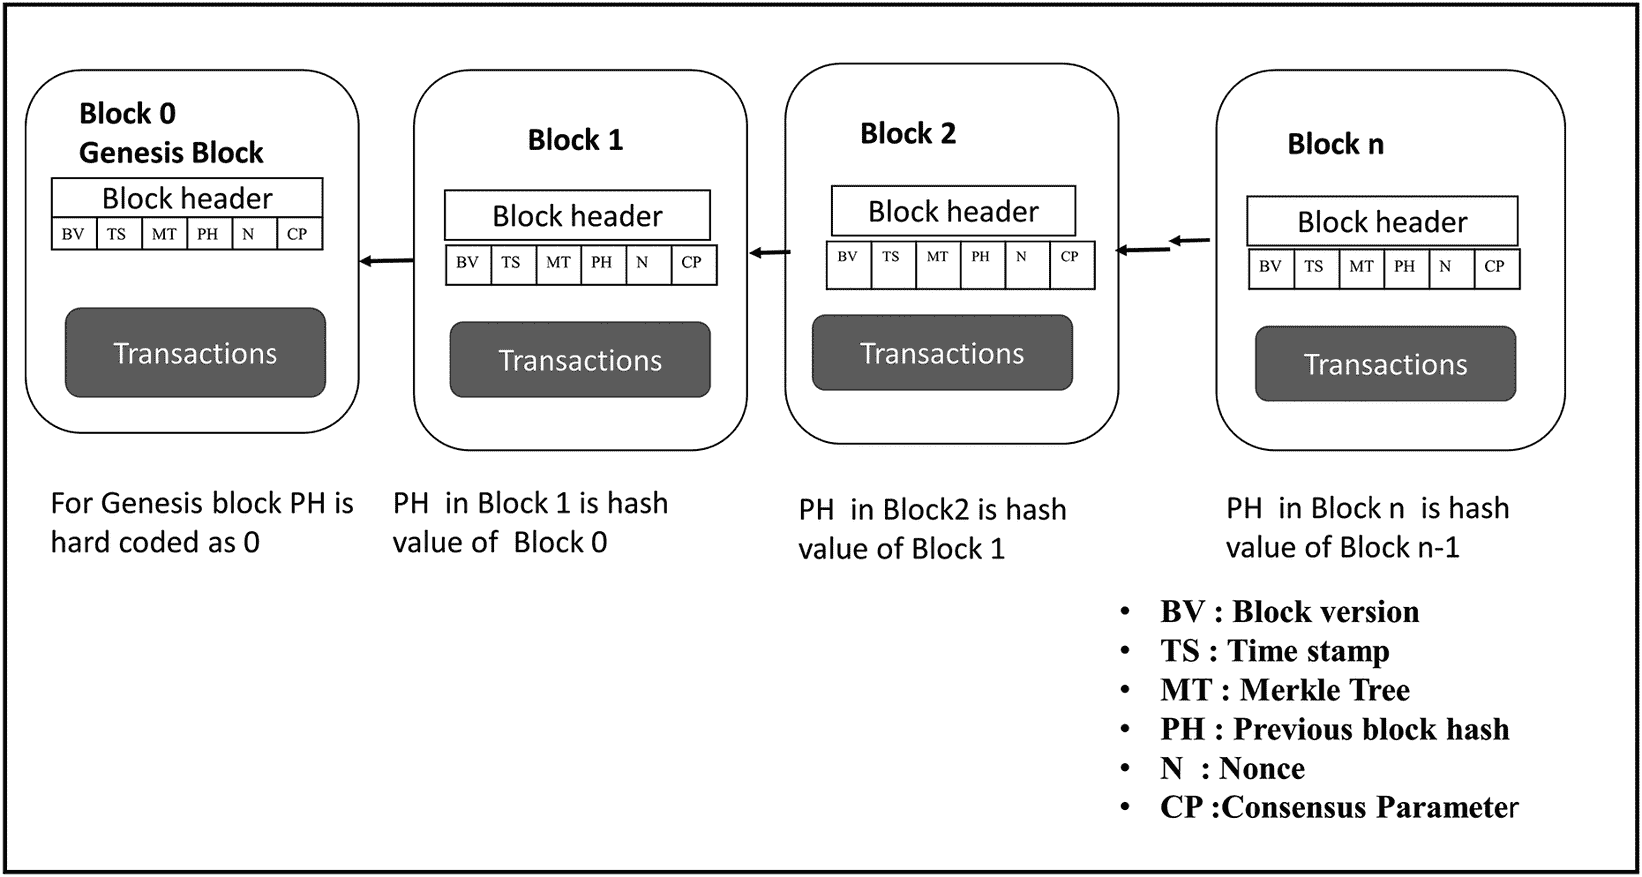 Block 0
Genesis Block
Block header
BV TS MT PH N CP
Transactions
Block 1
Block header
BV TS MT PH N CP
Transactions
Block 2
Block header
BV TS MT PH N CP
Transactions
Block n
Block header
BV TS MT PH N CP
Transactions
For Genesis block PH is
hard coded as 0
PH in Block 1 is hash
value of Block 0
PH in Block2 is hash
value of Block 1
PH in Block n is hash
value of Block n-1
• BV : Block version
• TS : Time stamp
• MT : Merkle Tree
• PH : Previous block hash
• N : Nonce
• CP :Consensus Parameter